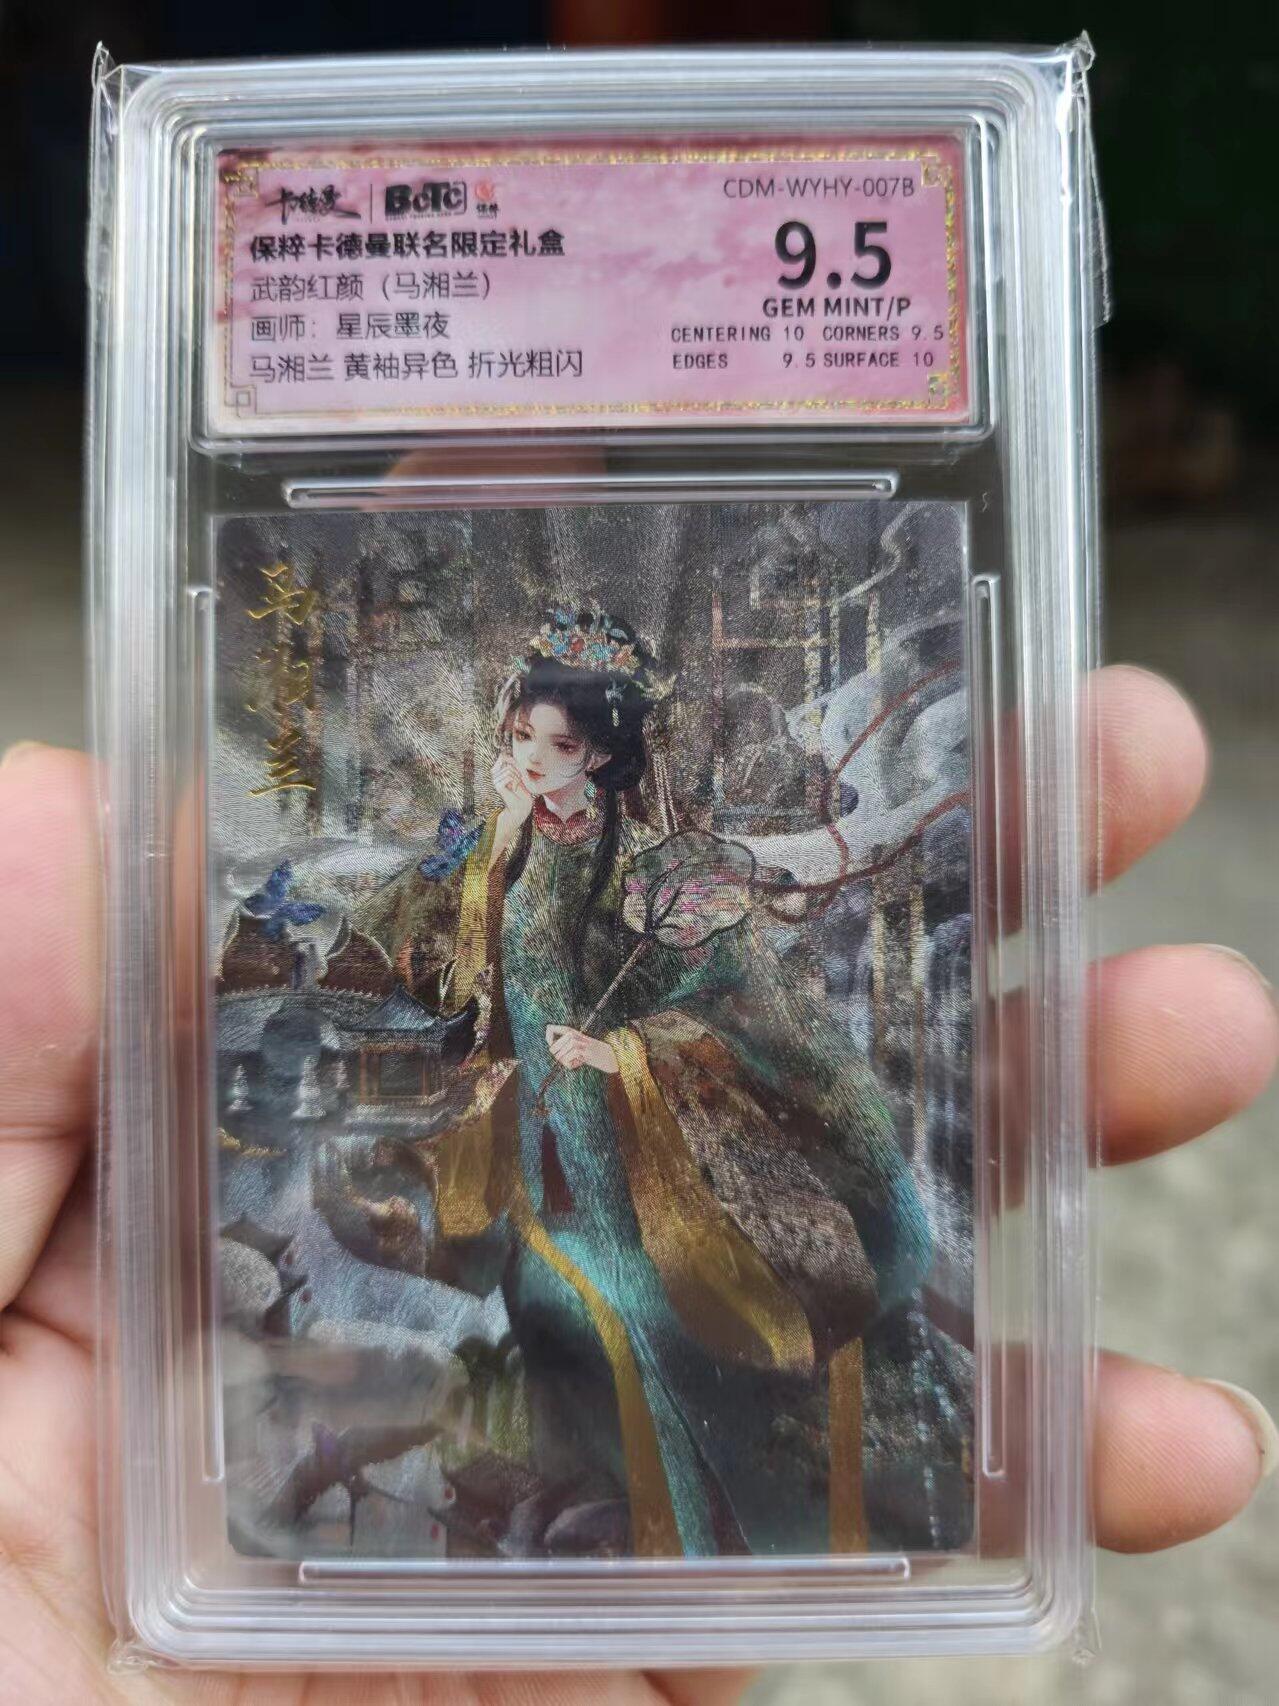 卡德曼 BCTC 保粹
CDM-WYHY-007B
保粹卡德曼联名限定礼盒
9.5
武韵红颜（马湘兰）
GEM MINT/P
画师：星辰墨夜
CENTERING 10 CORNERS 9.5
马湘兰 黄袖异色 折光粗闪
EDGES 9.5 SURFACE 10
马湘兰